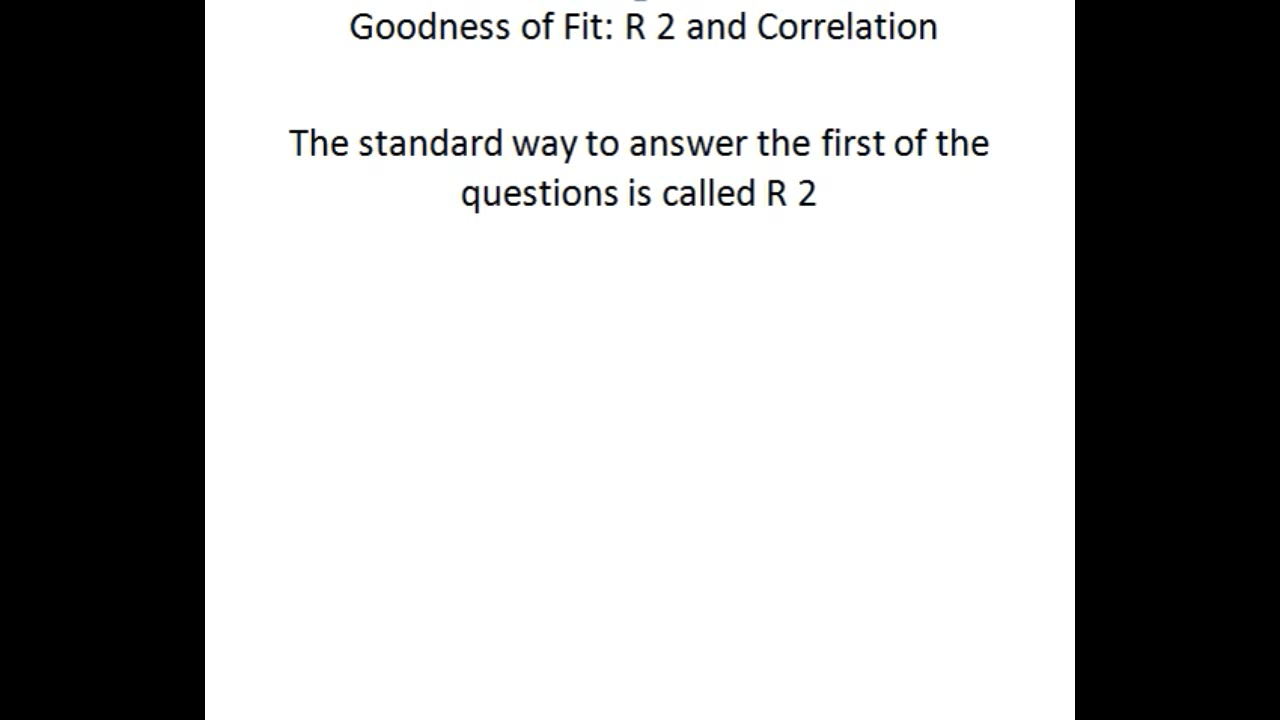 Goodness of Fit: R 2 and Correlation
The standard way to answer the first of the
questions is called R 2